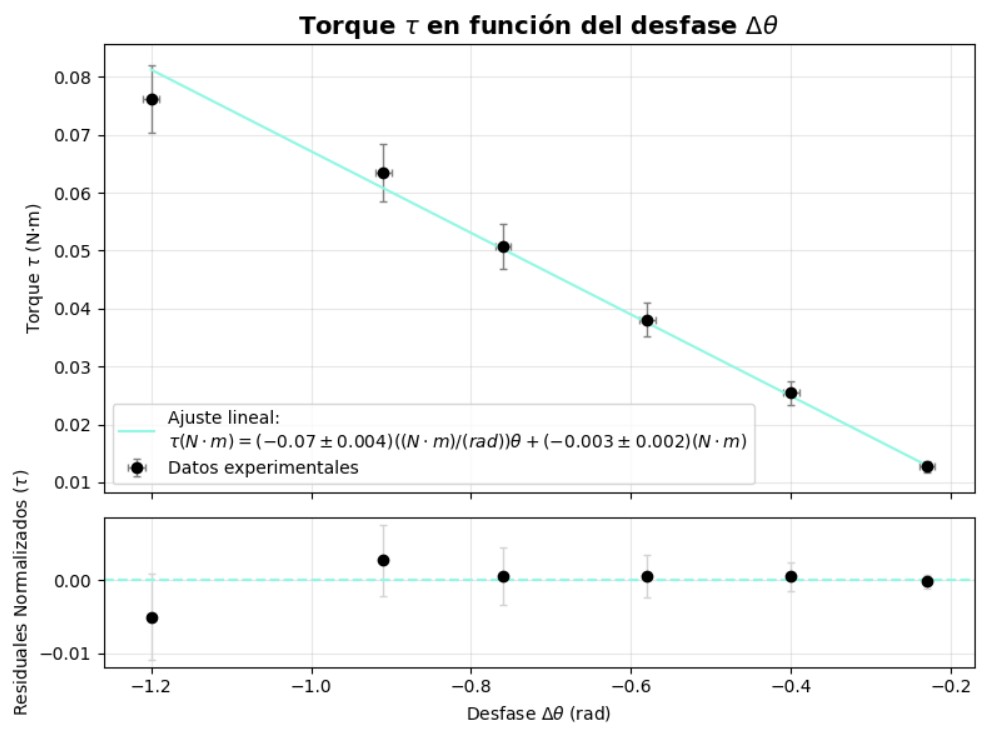 Torque τ en función del desfase Δθ
Torque τ (N·m)
0.08
0.07
0.06
0.05
0.04
0.03
0.02
0.01
Ajuste lineal:
τ(N · m) = (−0.07 ± 0.004)((N · m)/(rad))θ + (−0.003 ± 0.002)(N · m)
Datos experimentales
Residuales Normalizados (τ)
0.00
−0.01
−1.2 −1.0 −0.8 −0.6 −0.4 −0.2
Desfase Δθ (rad)